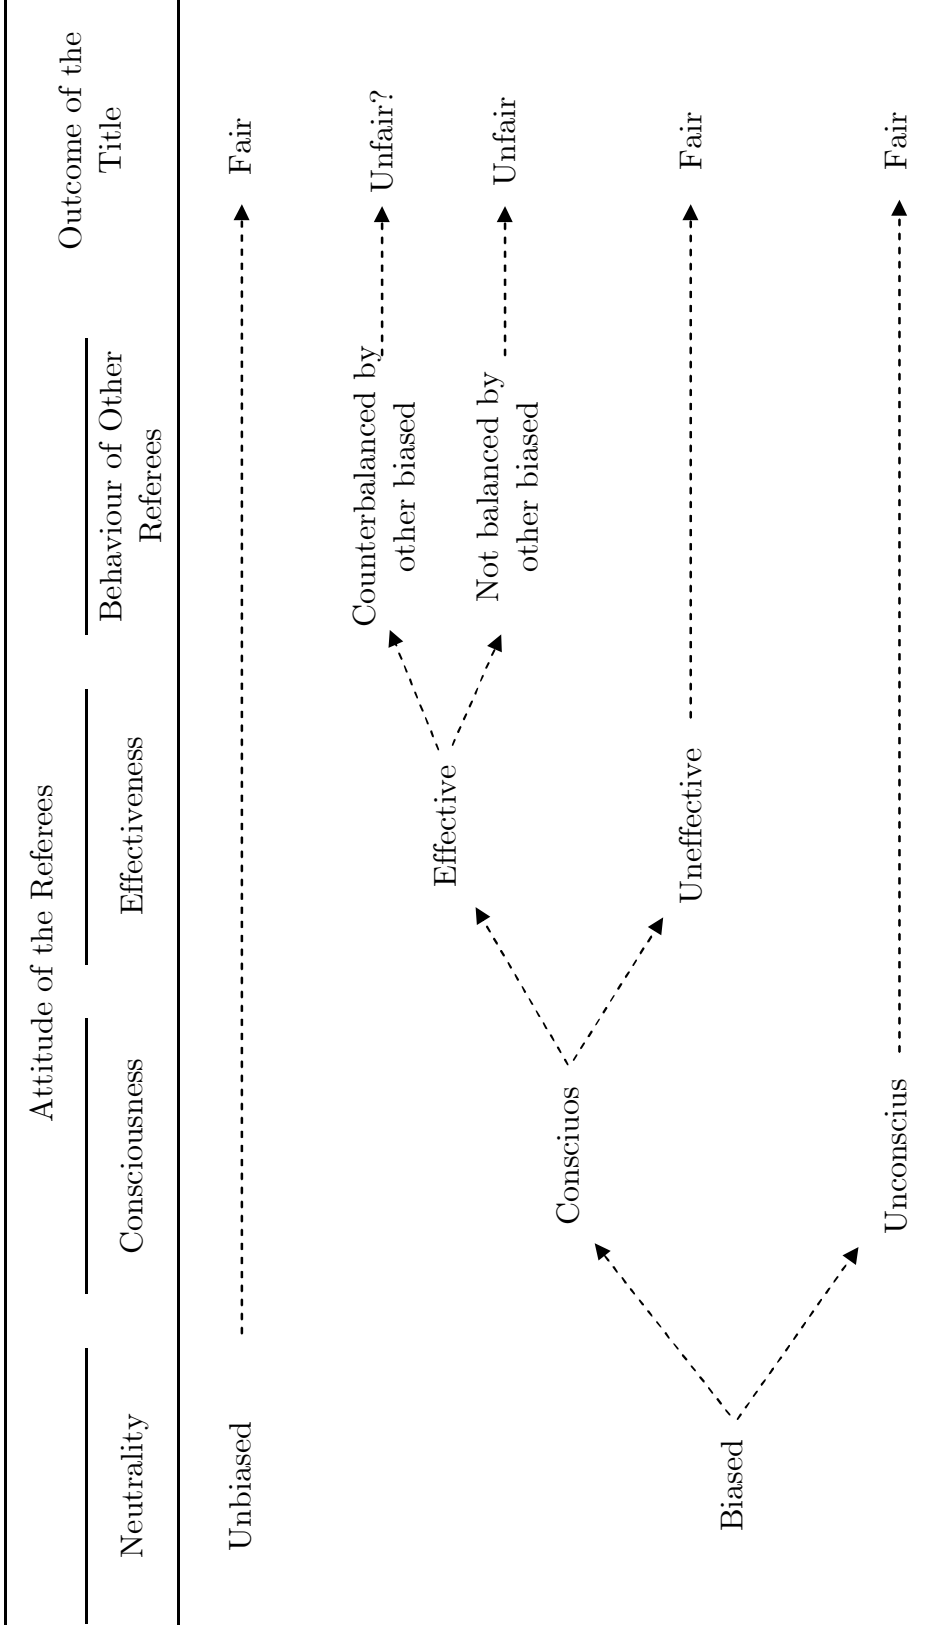 Attitude of the Referees
Outcome of the
Title
Neutrality
Consciousness
Effectiveness
Behaviour of Other
Referees
Unbiased
Fair
Counterbalanced by
other biased
Unfair?
Effective
Not balanced by
other biased
Unfair
Consciuos
Uneffective
Fair
Biased
Unconscius
Fair